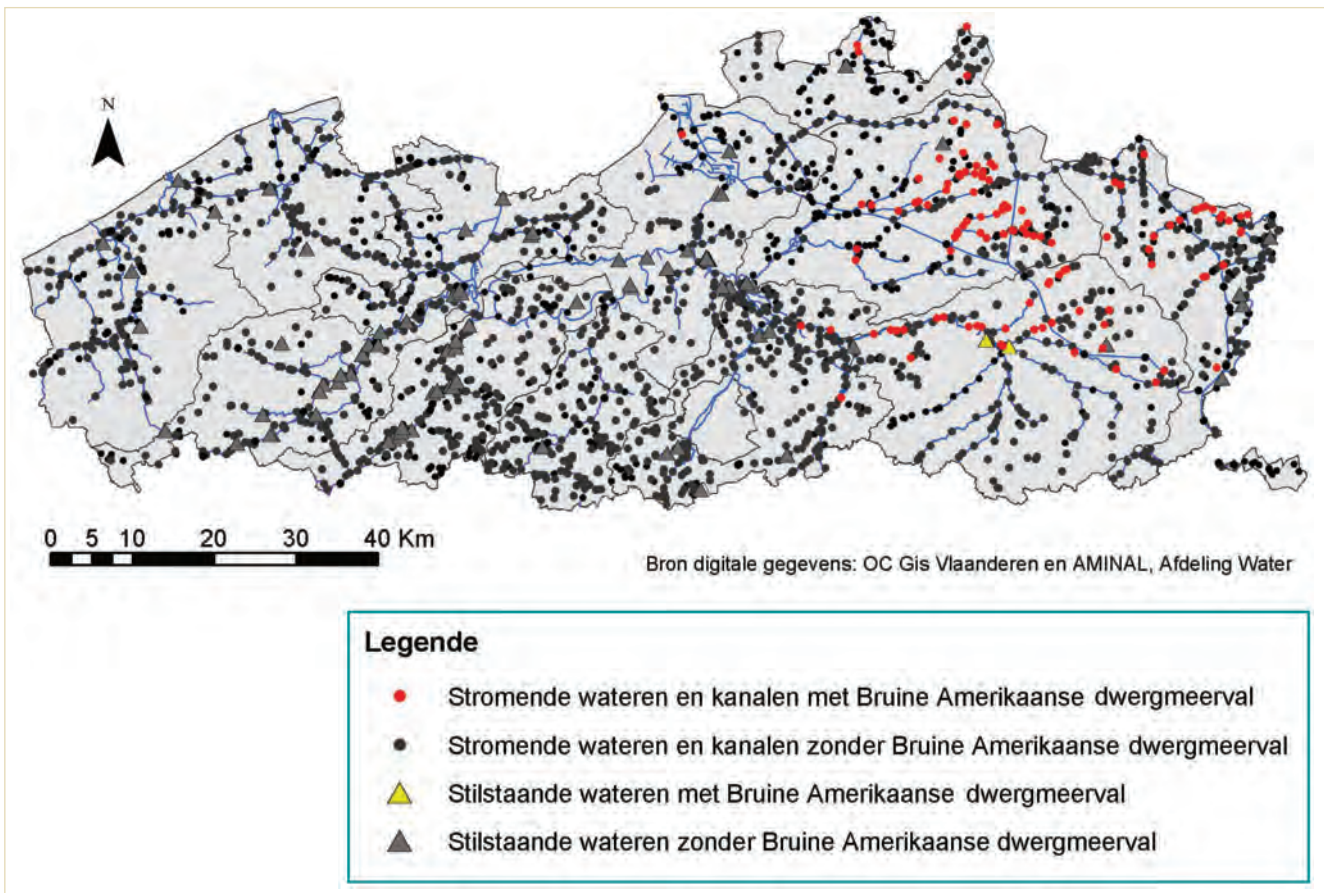 N
0 5 10 20 30 40 Km
Bron digitale gegevens: OC Gis Vlaanderen en AMINAL, Afdeling Water
Legende
Stromende wateren en kanalen met Bruine Amerikaanse dwergmeerval
Stromende wateren en kanalen zonder Bruine Amerikaanse dwergmeerval
Stilstaande wateren met Bruine Amerikaanse dwergmeerval
Stilstaande wateren zonder Bruine Amerikaanse dwergmeerval